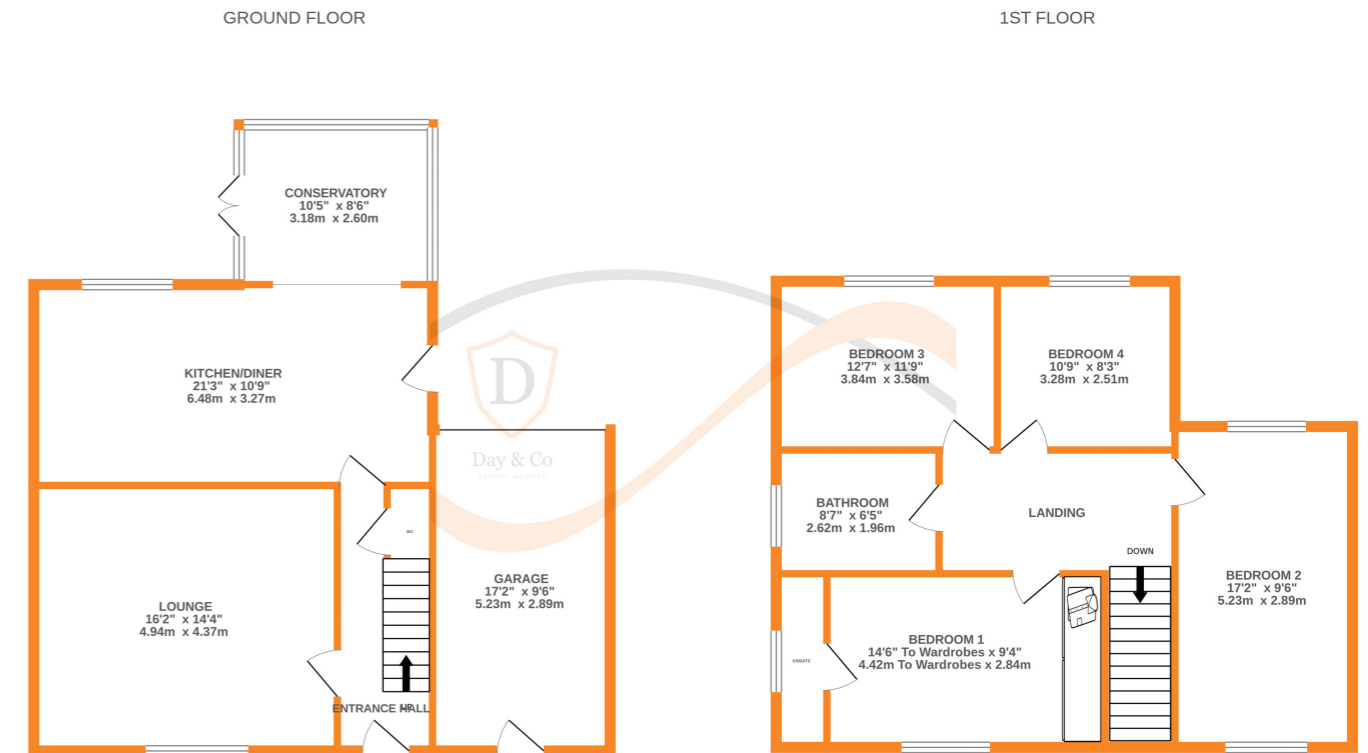 GROUND FLOOR
1ST FLOOR
CONSERVATORY
10'5" x 8'6"
3.18m x 2.60m
KITCHEN/DINER
21'3" x 10'9"
6.48m x 3.27m
D
Day & Co
ESTATE AGENTS
WC
LOUNGE
16'2" x 14'4"
4.94m x 4.37m
GARAGE
17'2" x 9'6"
5.23m x 2.89m
UP
ENTRANCE HALL
BEDROOM 3
12'7" x 11'9"
3.84m x 3.58m
BEDROOM 4
10'9" x 8'3"
3.28m x 2.51m
BATHROOM
8'7" x 6'5"
2.62m x 1.96m
LANDING
DOWN
BEDROOM 2
17'2" x 9'6"
5.23m x 2.89m
BEDROOM 1
14'6" To Wardrobes x 9'4"
4.42m To Wardrobes x 2.84m
ENSUITE